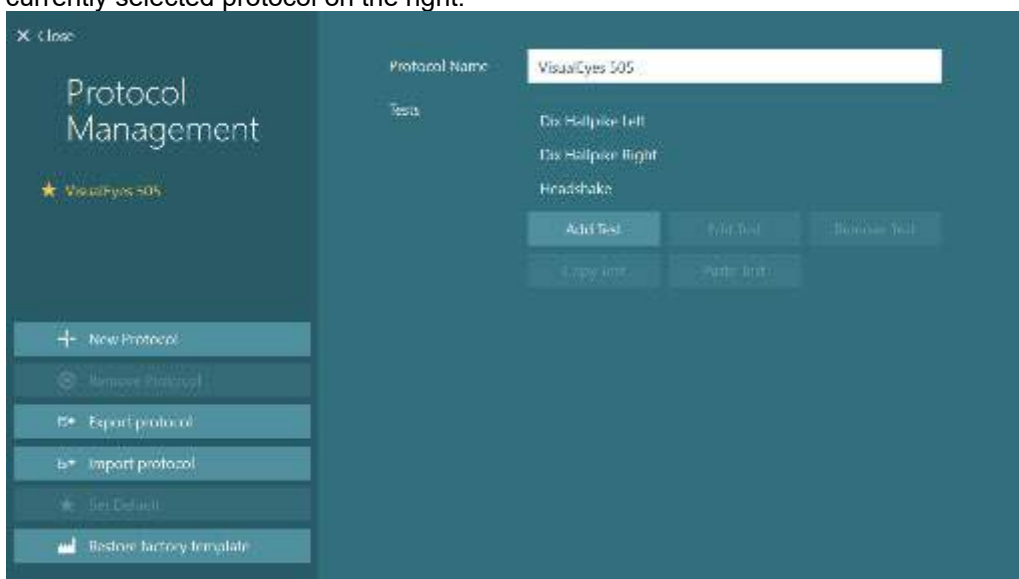 currently selected protocol on the right.
Close
Protocol Name
VisualEyes 505
Protocol
Management
Tests
Dix Hallpike Left
Dix Hallpike Right
VisualEyes 505
Headshake
Add Test
Edit Test
Remove Test
Copy Test
Paste Test
New Protocol
Remove Protocol
Export protocol
Import protocol
Set Default
Restore factory template